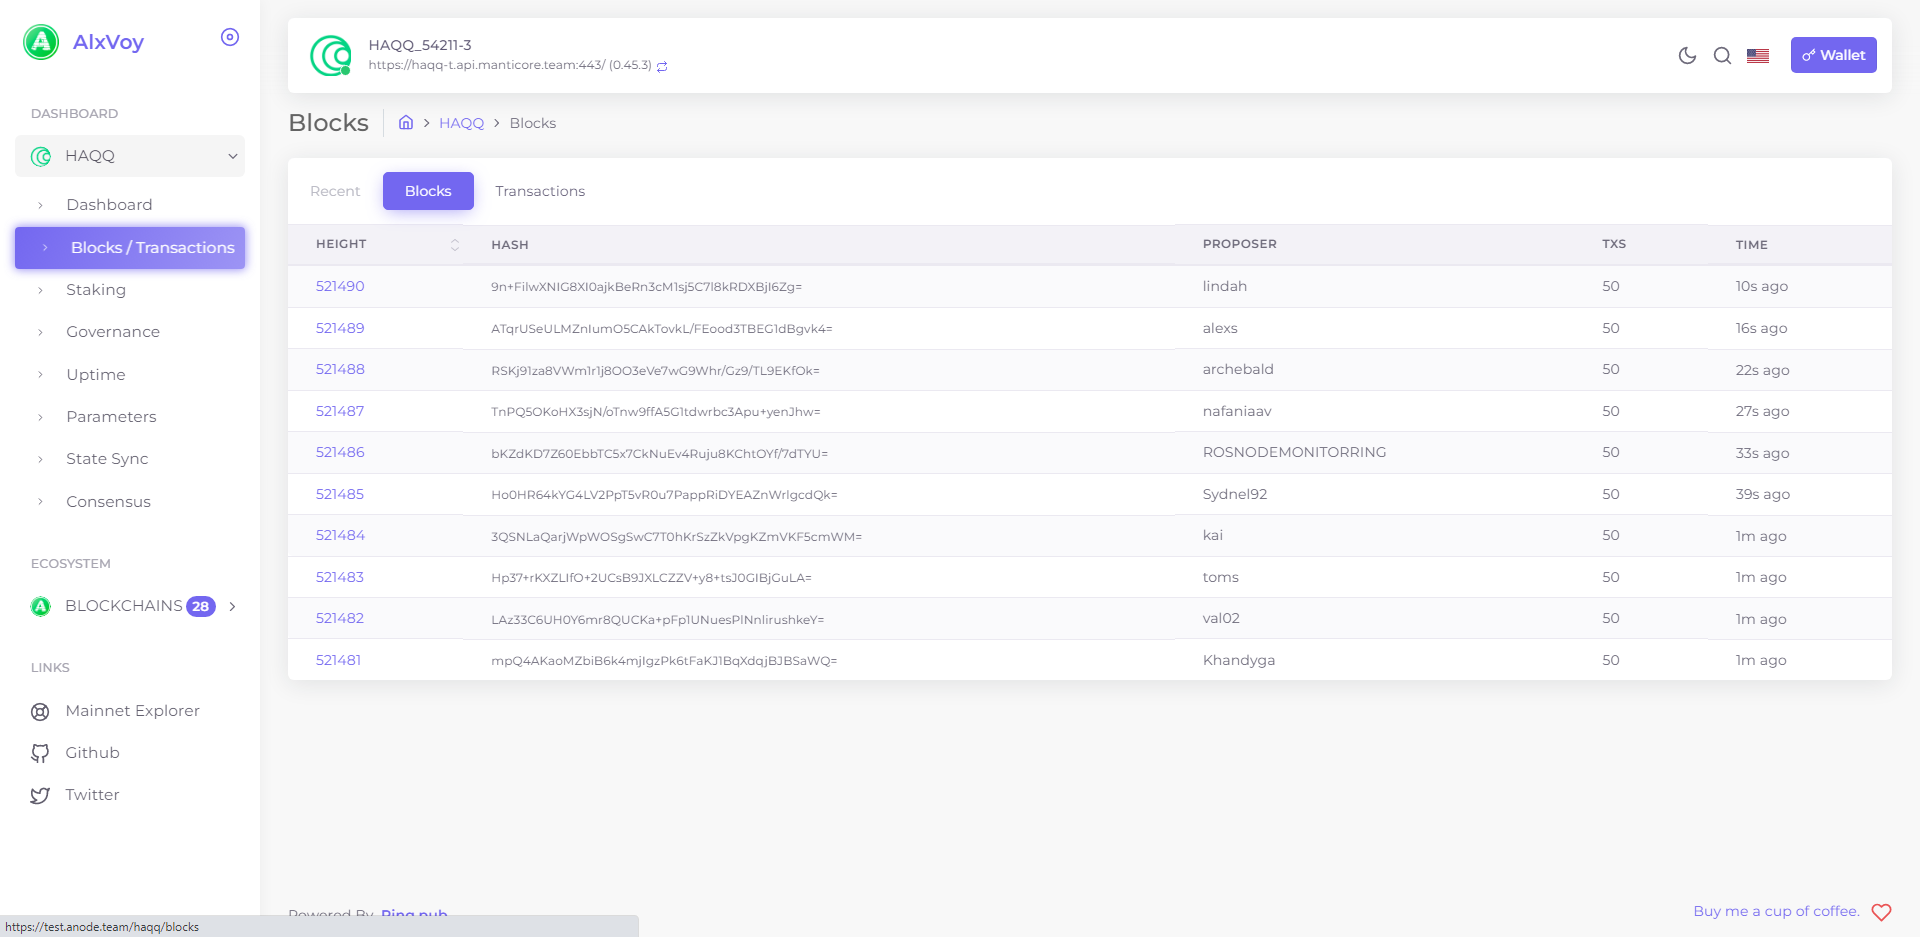 AlxVoy
HAQQ_54211-3
https://haqq-t.api.manticore.team:443/ (0.45.3)
Wallet
DASHBOARD
HAQQ
Dashboard
Blocks / Transactions
Staking
Governance
Uptime
Parameters
State Sync
Consensus
ECOSYSTEM
BLOCKCHAINS 28
LINKS
Mainnet Explorer
Github
Twitter
Blocks
HAQQ > Blocks
Recent Blocks Transactions
HEIGHT HASH PROPOSER TXS TIME
521490 9n+FilwXNIG8XI0ajkBeRn3cM1sj5C7l8kRDXBjI6Zg= lindah 50 10s ago
521489 ATqrUSeULMZnIumO5CAkTovkL/FEood3TBEG1dBgvk4= alexs 50 16s ago
521488 RSKj91za8VWm1r1j8OO3eVe7wG9Whr/Gz9/TL9EKfOk= archebald 50 22s ago
521487 TnPQ5OKoHX3sjN/oTnw9ffA5G1tdwrbc3Apu+yenJhw= nafaniaav 50 27s ago
521486 bKZdKD7Z60EbbTC5x7CkNuEv4Ruju8KChtOYf/7dTYU= ROSNODEMONITORRING 50 33s ago
521485 Ho0HR64kYG4LV2PpT5vR0u7PappRiDYEAZnWrlgcdQk= Sydnel92 50 39s ago
521484 3QSNLaQarjWpWOSgSwC7T0hKrSzZkVpgKZmVKF5cmWM= kai 50 1m ago
521483 Hp37+rKXZLIfO+2UCsB9JXLCZZV+y8+tsJ0GIBjGuLA= toms 50 1m ago
521482 LAz33C6UH0Y6mr8QUCKa+pFp1UNuesPlNnlirushkeY= val02 50 1m ago
521481 mpQ4AKaoMZbiB6k4mjIgzPk6tFaKJ1BqXdqjBJBSaWQ= Khandyga 50 1m ago
Powered By Ping.pub
Buy me a cup of coffee.
https://test.anode.team/haqq/blocks